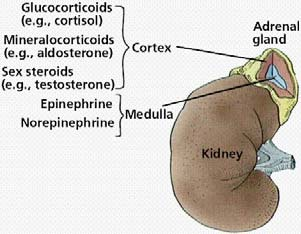 Glucocorticoids
(e.g., cortisol)
Mineralocorticoids
(e.g., aldosterone)
Sex steroids
(e.g., testosterone)
Cortex
Epinephrine
Norepinephrine
Medulla
Adrenal
gland
Kidney